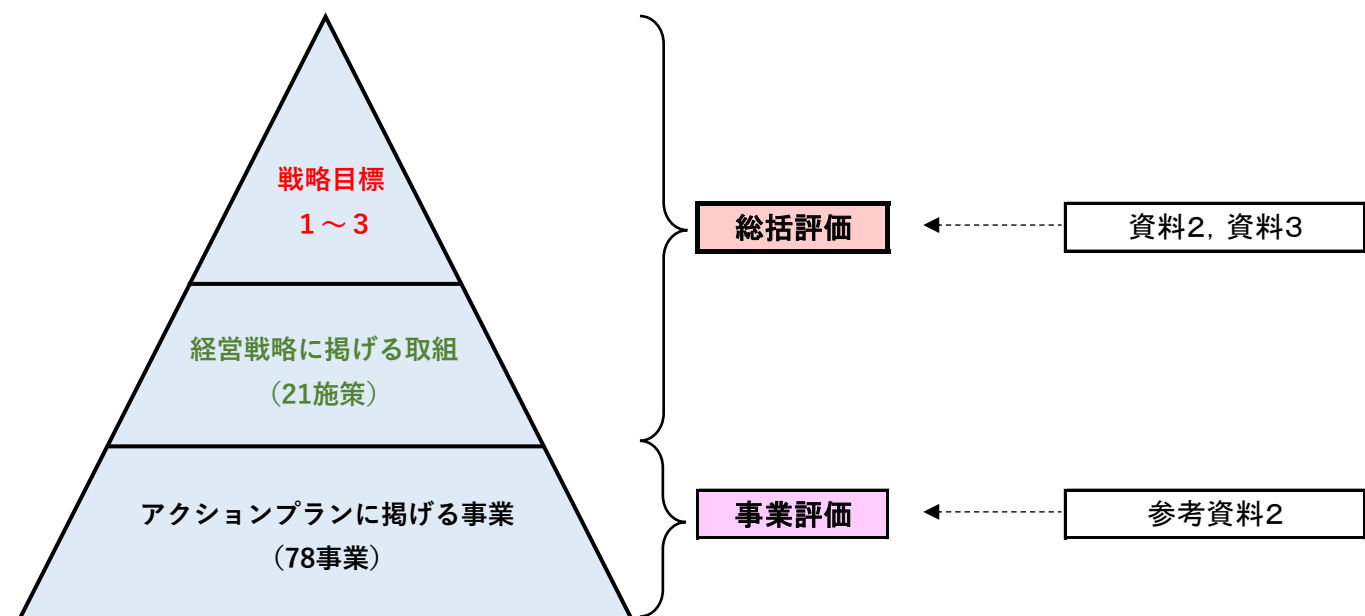 戦略目標
1～3
総括評価
資料2，資料3
経営戦略に掲げる取組
（21施策）
アクションプランに掲げる事業
（78事業）
事業評価
参考資料2